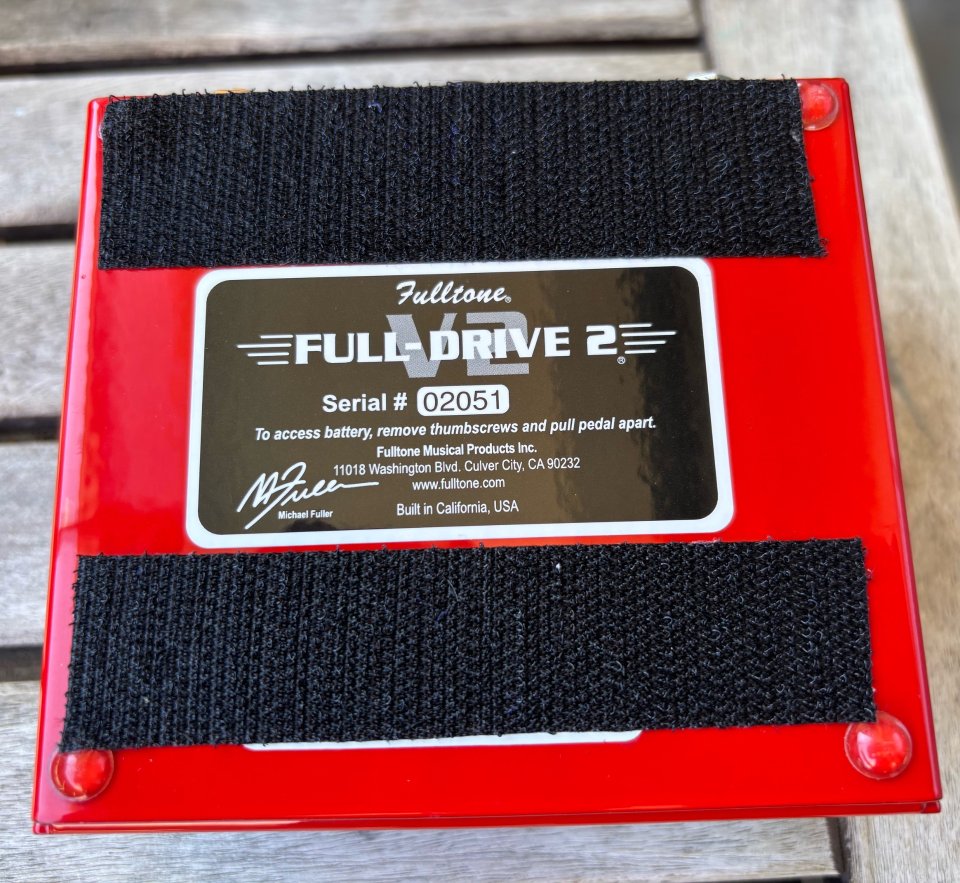 Fulltone®
V2
FULL-DRIVE 2®
Serial # 02051
To access battery, remove thumbscrews and pull pedal apart.
Fulltone Musical Products Inc.
11018 Washington Blvd. Culver City, CA 90232
www.fulltone.com
MFuller
Michael Fuller
Built in California, USA